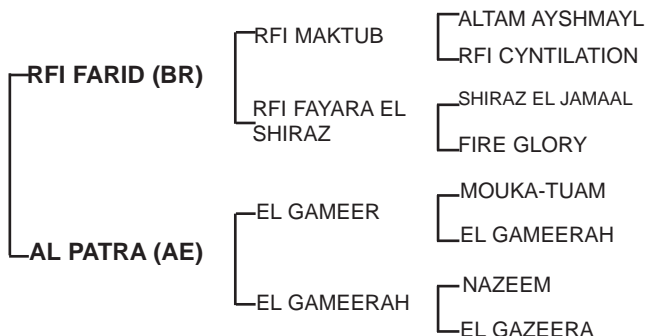 ALTAM AYSHMAYL
RFI MAKTUB
RFI CYNTILATION
RFI FARID (BR)
SHIRAZ EL JAMAAL
RFI FAYARA EL
SHIRAZ
FIRE GLORY
MOUKA-TUAM
EL GAMEER
EL GAMEERAH
AL PATRA (AE)
NAZEEM
EL GAMEERAH
EL GAZEERA